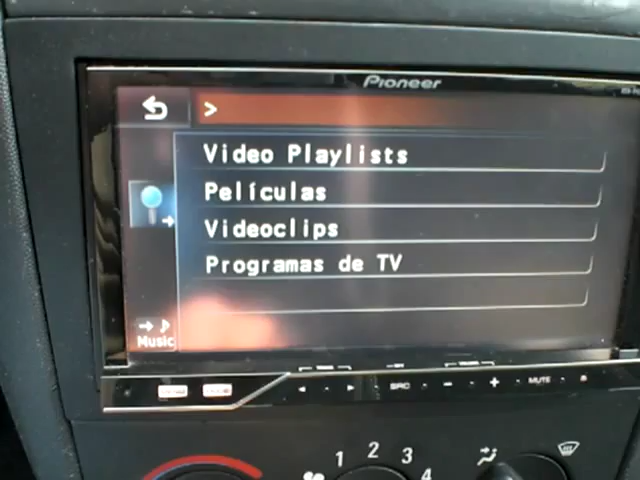 Pioneer
>
Video Playlists
Películas
Videoclips
Programas de TV
Music
SRC
- + MUTE
1 2 3 4